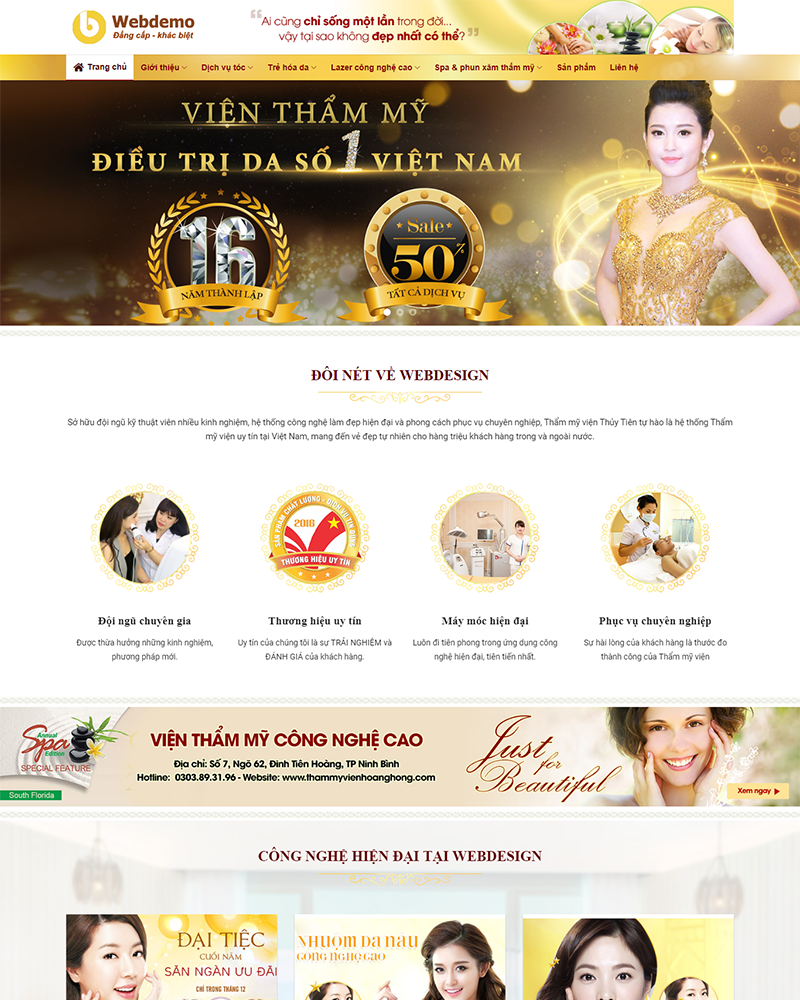 Webdemo
Đẳng cấp - khác biệt
“Ai cũng chỉ sống một lần trong đời...
vậy tại sao không đẹp nhất có thể?”
Trang chủ
Giới thiệu
Dịch vụ tóc
Trẻ hóa da
Lazer công nghệ cao
Spa & phun xăm thẩm mỹ
Sản phẩm
Liên hệ
VIỆN THẨM MỸ
ĐIỀU TRỊ DA SỐ 1 VIỆT NAM
16
NĂM THÀNH LẬP
Sale
50%
TẤT CẢ DỊCH VỤ
ĐÔI NÉT VỀ WEBDESIGN
Sở hữu đội ngũ kỹ thuật viên nhiều kinh nghiệm, hệ thống công nghệ làm đẹp hiện đại và phong cách phục vụ chuyên nghiệp, Thẩm mỹ viện Thủy Tiên tự hào là hệ thống Thẩm
mỹ viện uy tín tại Việt Nam, mang đến vẻ đẹp tự nhiên cho hàng triệu khách hàng trong và ngoài nước.
SẢN PHẨM CHẤT LƯỢNG - DỊCH VỤ TIN DÙNG
2016
THƯƠNG HIỆU UY TÍN
Đội ngũ chuyên gia
Được thừa hưởng những kinh nghiệm,
phương pháp mới.
Thương hiệu uy tín
Uy tín của chúng tôi là sự TRẢI NGHIỆM và
ĐÁNH GIÁ của khách hàng.
Máy móc hiện đại
Luôn đi tiên phong trong ứng dụng công
nghệ hiện đại, tiên tiến nhất.
Phục vụ chuyên nghiệp
Sự hài lòng của khách hàng là thước đo
thành công của Thẩm mỹ viện
Annual
Spa
Edition
SPECIAL FEATURE
South Florida
VIỆN THẨM MỸ CÔNG NGHỆ CAO
Địa chỉ: Số 7, Ngõ 62, Đinh Tiên Hoàng, TP Ninh Bình
Hotline: 0303.89.31.96 - Website: www.thammyvienhoanghong.com
Just
for
Beautiful
Xem ngay
CÔNG NGHỆ HIỆN ĐẠI TẠI WEBDESIGN
ĐẠI TIỆC
CUỐI NĂM
SĂN NGÀN ƯU ĐÃI
CHỈ TRONG THÁNG 12
NHUỘM DA NÂU
CÔNG NGHỆ CAO